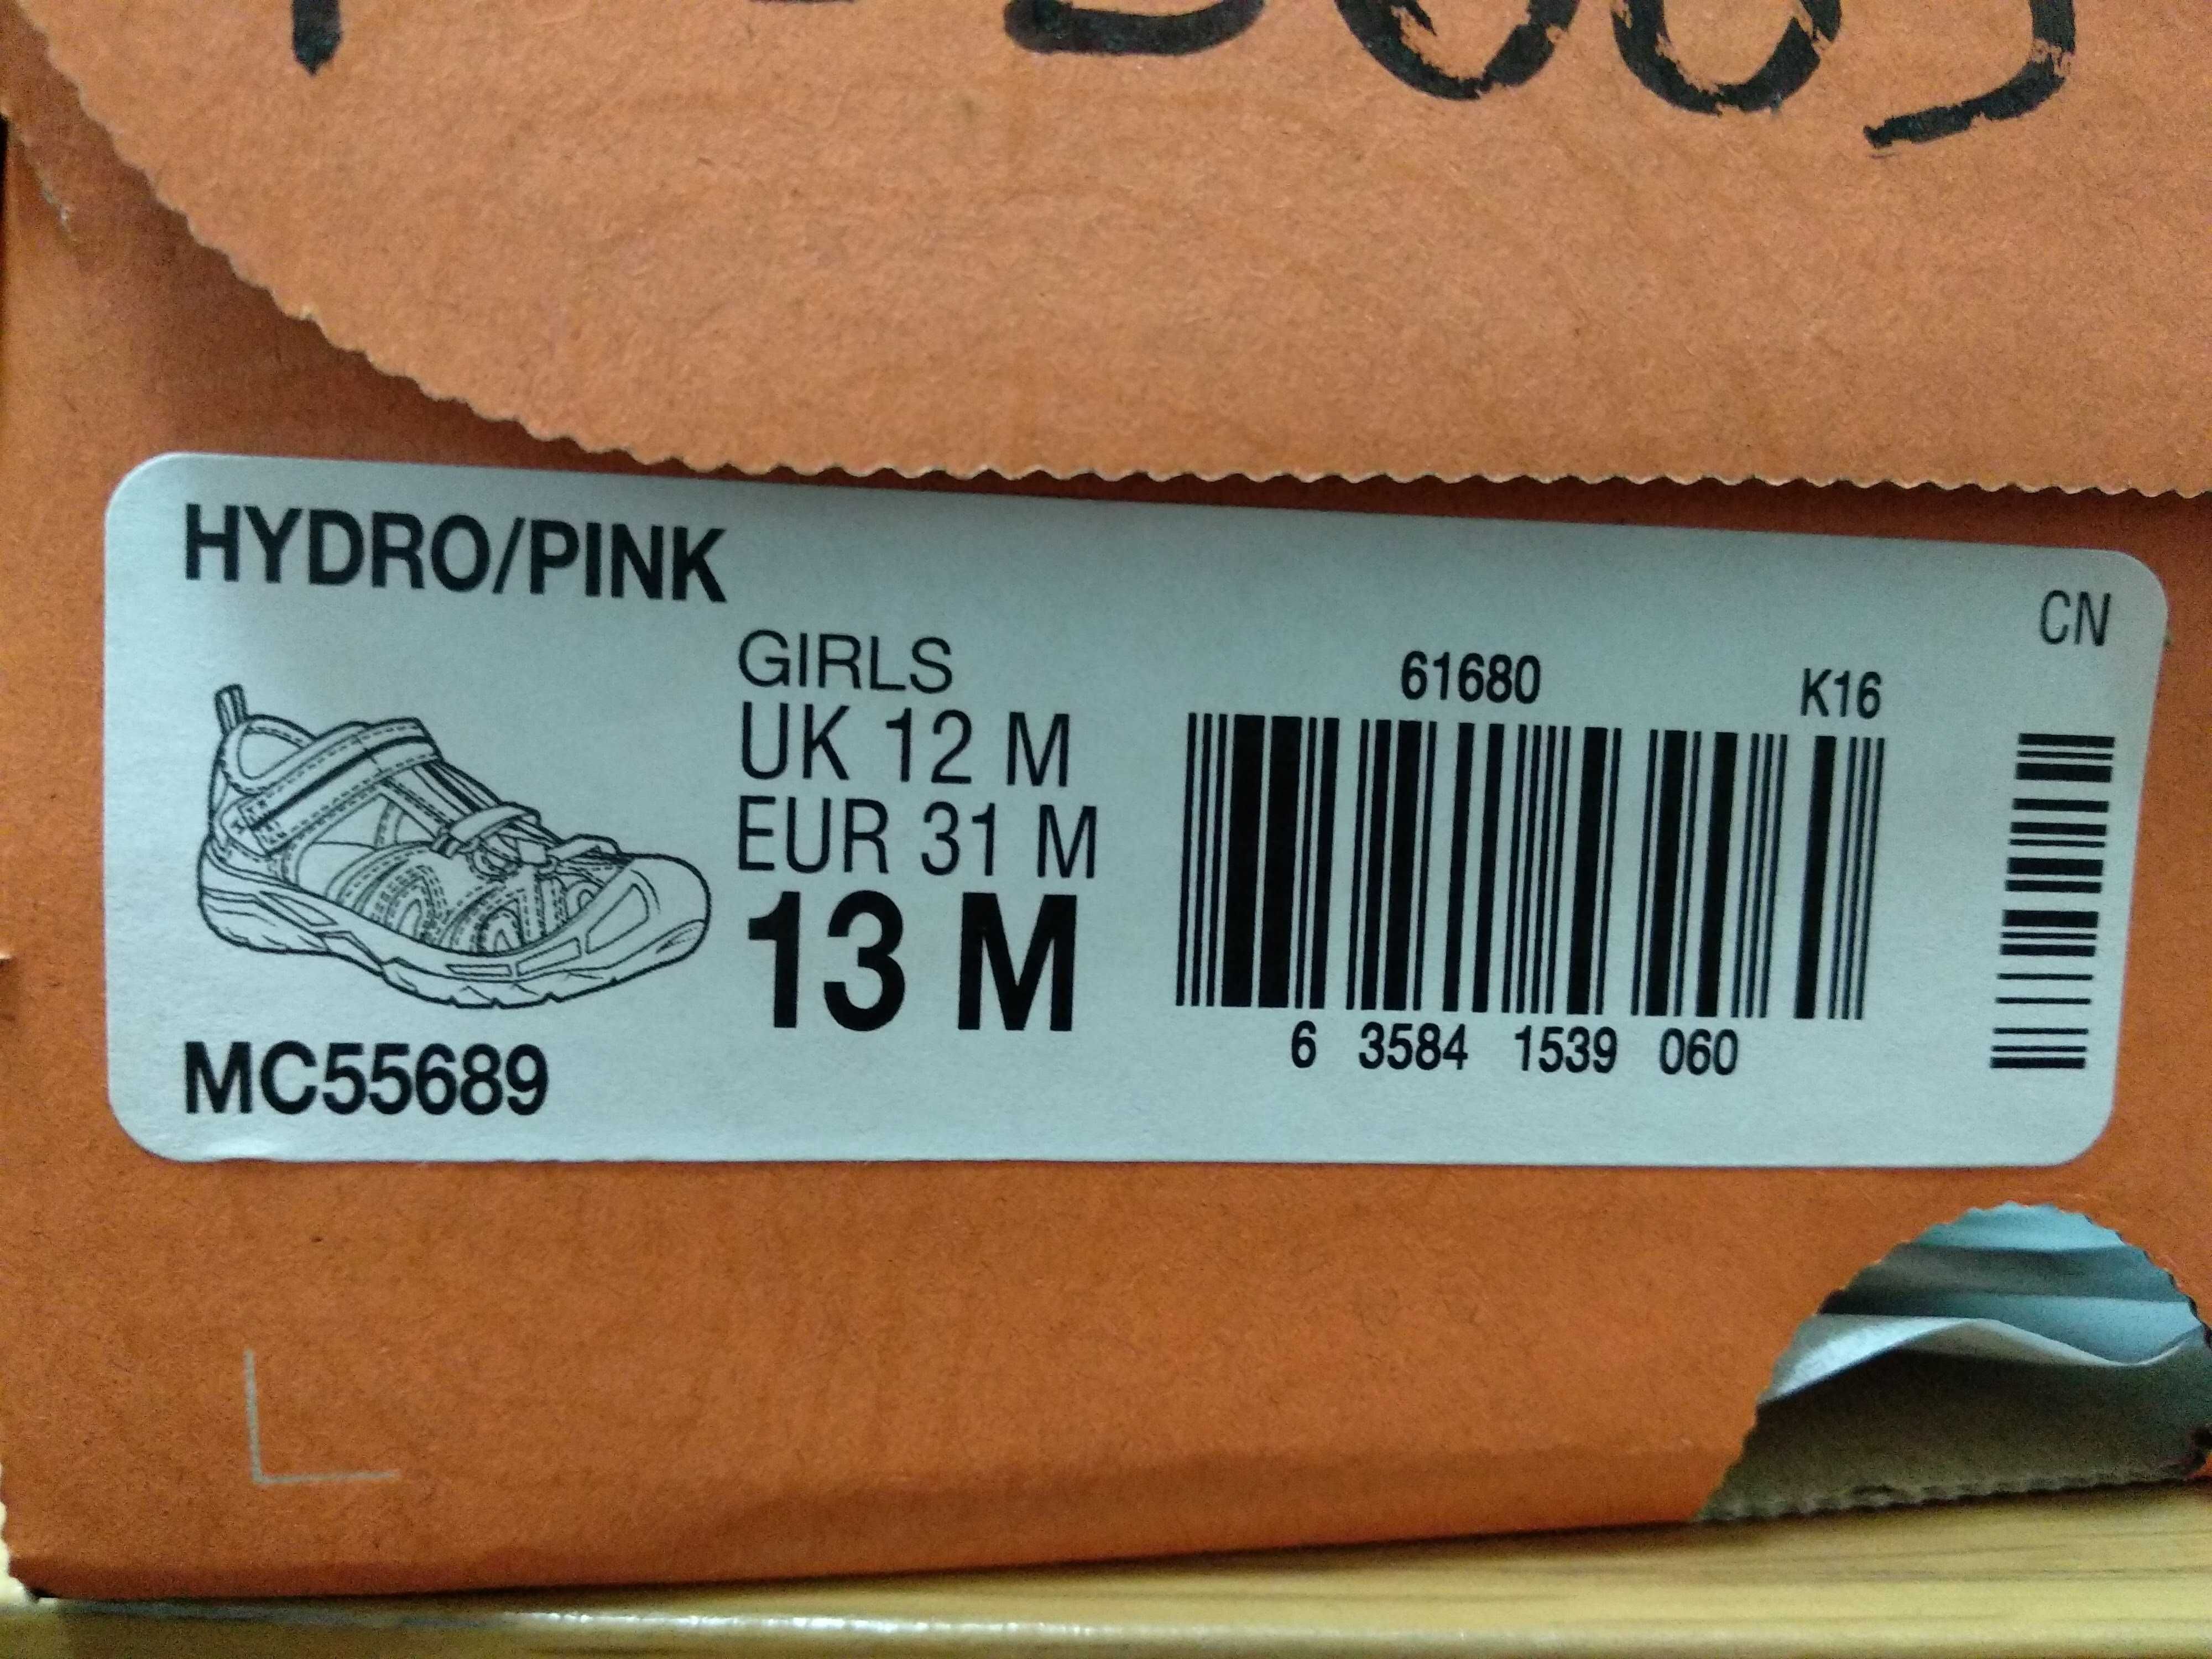 HYDRO/PINK
CN
GIRLS
UK 12 M
EUR 31 M
13 M
61680
K16
6 3584 1539 060
MC55689